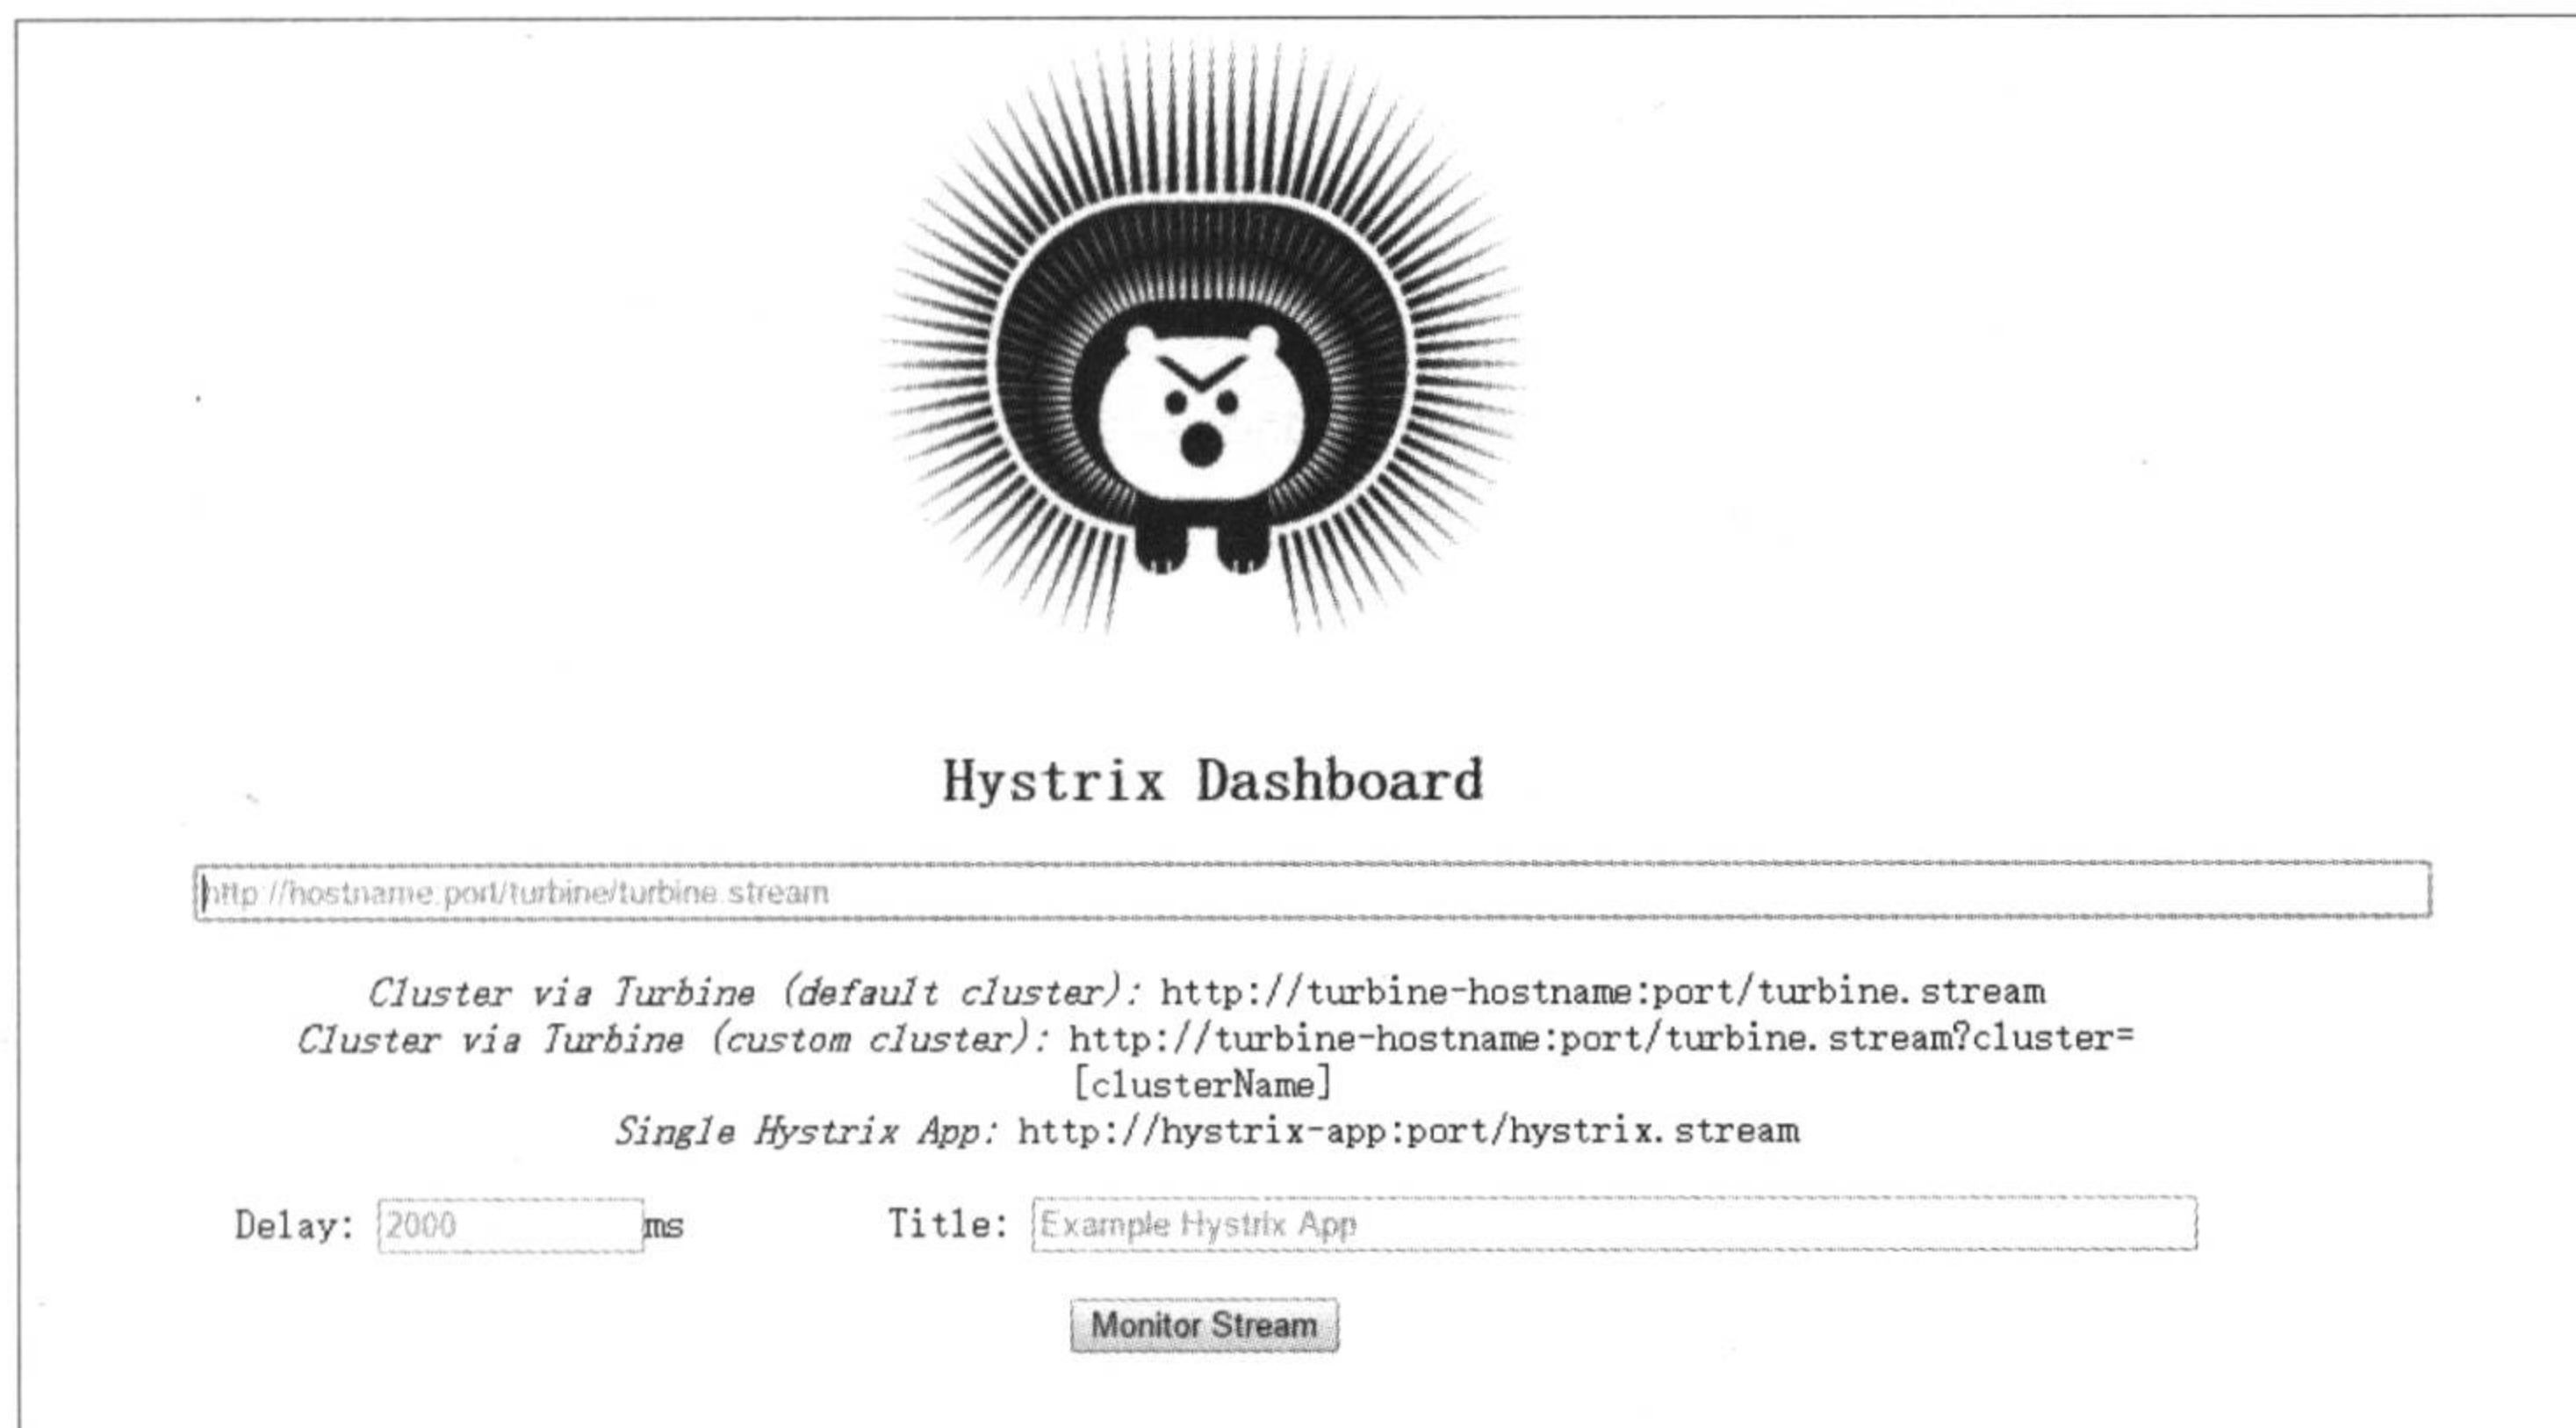 Hystrix Dashboard
http://hostname:port/turbine/turbine.stream
Cluster via Turbine (default cluster): http://turbine-hostname:port/turbine.stream
Cluster via Turbine (custom cluster): http://turbine-hostname:port/turbine.stream?cluster=
[clusterName]
Single Hystrix App: http://hystrix-app:port/hystrix.stream
Delay: 2000 ms Title: Example Hystrix App
Monitor Stream